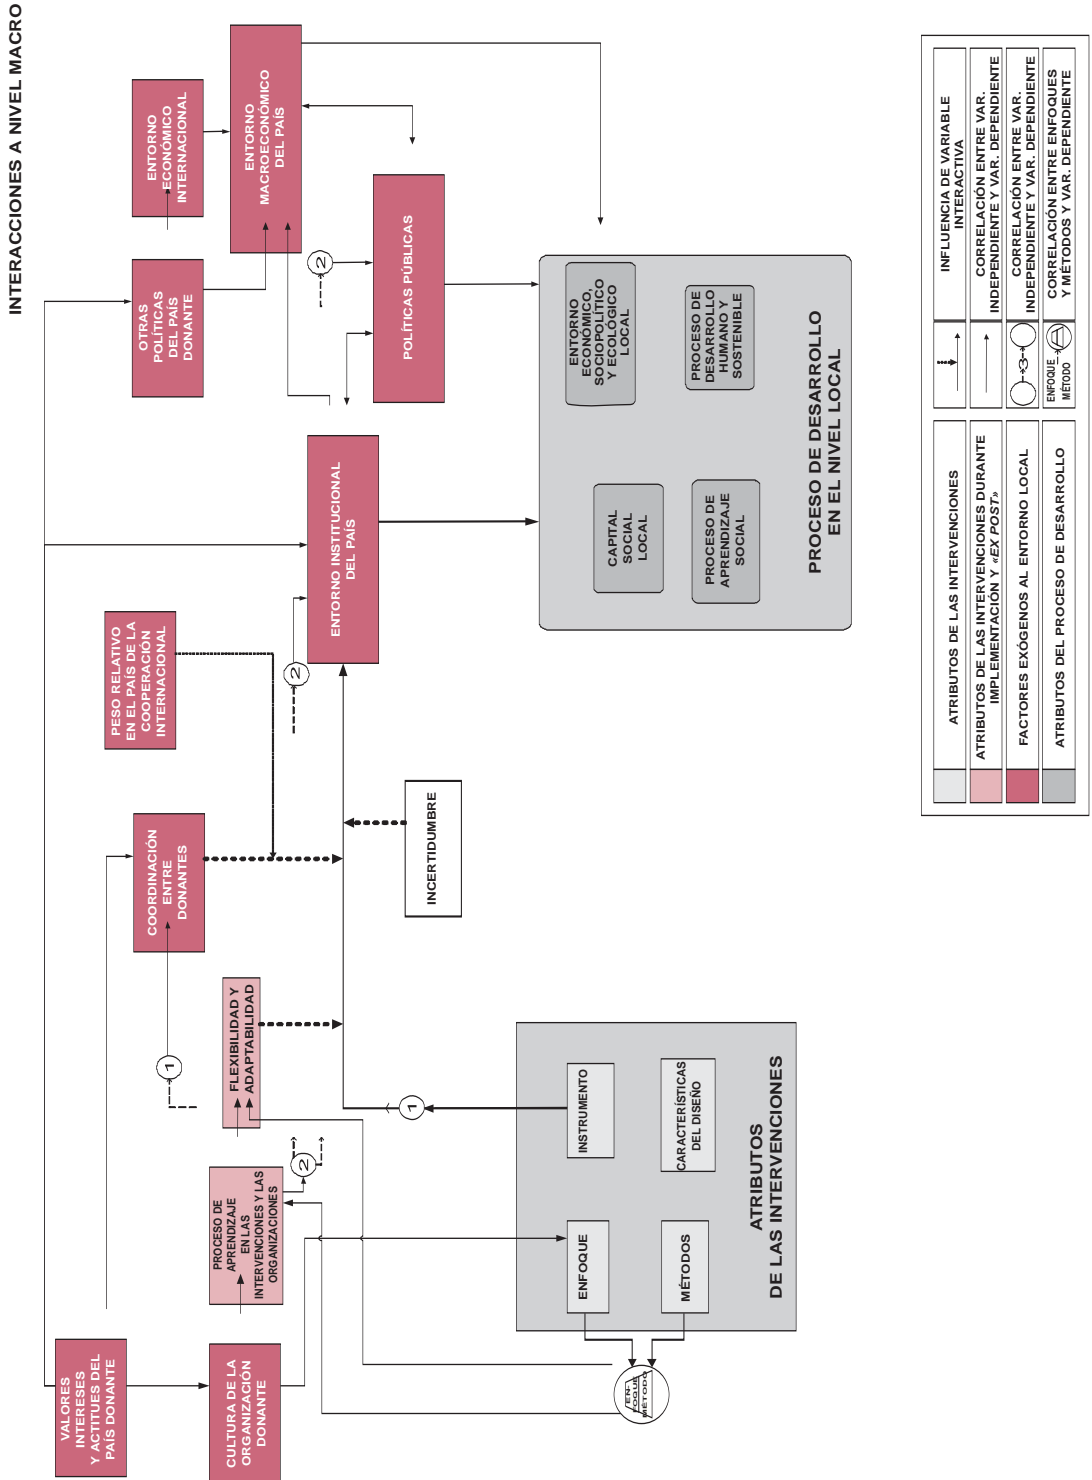 INTERACCIONES A NIVEL MACRO
VALORES
INTERESES
Y ACTITUES DEL
PAÍS DONANTE
CULTURA DE LA
ORGANIZACIÓN
DONANTE
PROCESO DE
APRENDIZAJE
EN LAS
INTERVENCIONES Y LAS
ORGANIZACIONES
2
FLEXIBILIDAD Y
ADAPTABILIDAD
1
COORDINACIÓN
ENTRE
DONANTES
PESO RELATIVO
EN EL PAÍS DE LA
COOPERACIÓN
INTERNACIONAL
OTRAS
POLÍTICAS
DEL PAÍS
DONANTE
ENTORNO
ECONÓMICO
INTERNACIONAL
ENTORNO
MACROECONÓMICO
DEL PAÍS
2
ENTORNO INSTITUCIONAL
DEL PAÍS
2
POLÍTICAS PÚBLICAS
INCERTIDUMBRE
1
EN-
FOQUE
MÉTODO
ENFOQUE
INSTRUMENTO
MÉTODOS
CARACTERÍSTICAS
DEL DISEÑO
ATRIBUTOS
DE LAS INTERVENCIONES
CAPITAL
SOCIAL
LOCAL
ENTORNO
ECONÓMICO,
SOCIOPOLÍTICO
Y ECOLÓGICO
LOCAL
PROCESO DE
APRENDIZAJE
SOCIAL
PROCESO DE
DESARROLLO
HUMANO Y
SOSTENIBLE
PROCESO DE DESARROLLO
EN EL NIVEL LOCAL
ATRIBUTOS DE LAS INTERVENCIONES
INFLUENCIA DE VARIABLE
INTERACTIVA
ATRIBUTOS DE LAS INTERVENCIONES DURANTE
IMPLEMENTACIÓN Y «EX POST»
CORRELACIÓN ENTRE VAR.
INDEPENDIENTE Y VAR. DEPENDIENTE
FACTORES EXÓGENOS AL ENTORNO LOCAL
3
CORRELACIÓN ENTRE VAR.
INDEPENDIENTE Y VAR. DEPENDIENTE
ATRIBUTOS DEL PROCESO DE DESARROLLO
ENFOQUE
MÉTODO
A
CORRELACIÓN ENTRE ENFOQUES
Y MÉTODOS Y VAR. DEPENDIENTE